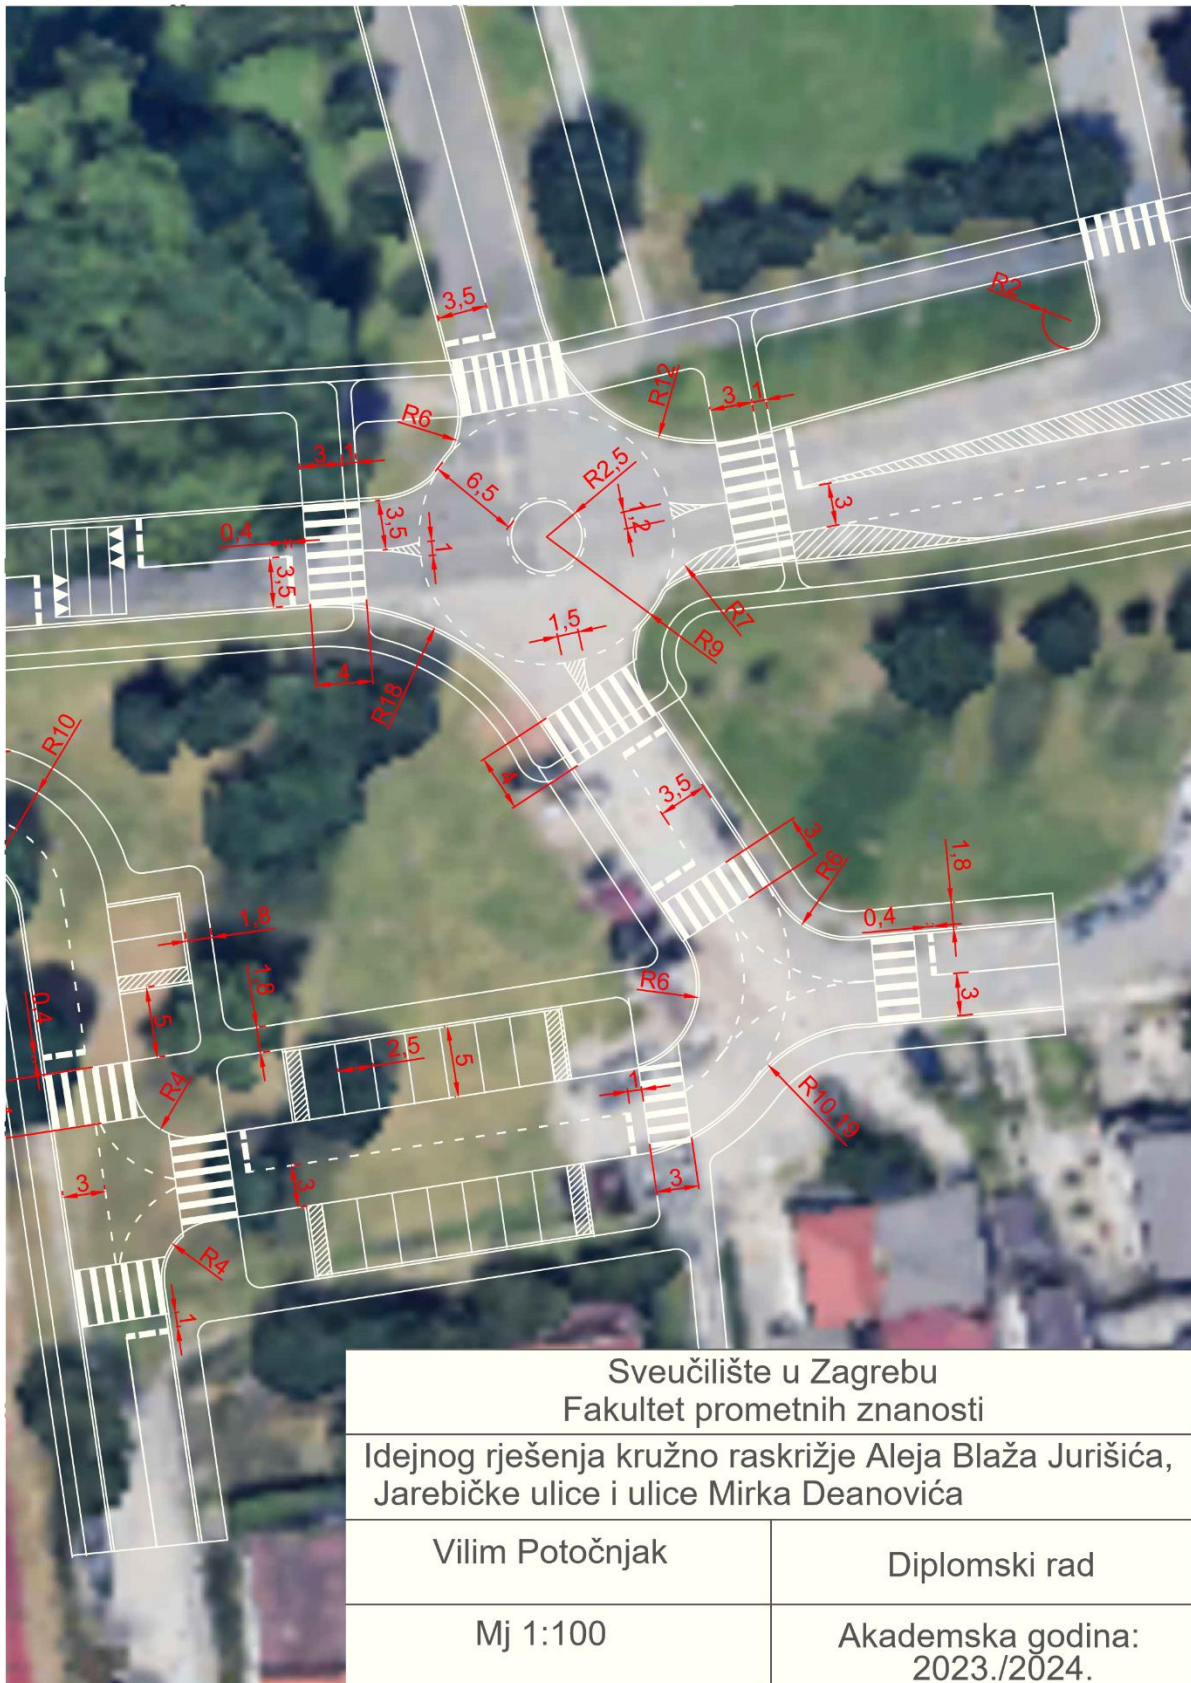 3,5
R2
R12
3
1
R6
3
1
R2,5
6,5
3,5
1,2
3
0,4
1
3,5
R7
1,5
R9
4
R18
R10
4
3,5
3
R6
1,8
1,8
0,4
1,8
R6
3
0,4
5
2,5
5
1
R4
R10,19
3
3
3
R4
1
Sveučilište u Zagrebu
Fakultet prometnih znanosti
Idejnog rješenja kružno raskrižje Aleja Blaža Jurišića,
Jarebičke ulice i ulice Mirka Deanovića
Vilim Potočnjak
Diplomski rad
Mj 1:100
Akademska godina:
2023./2024.